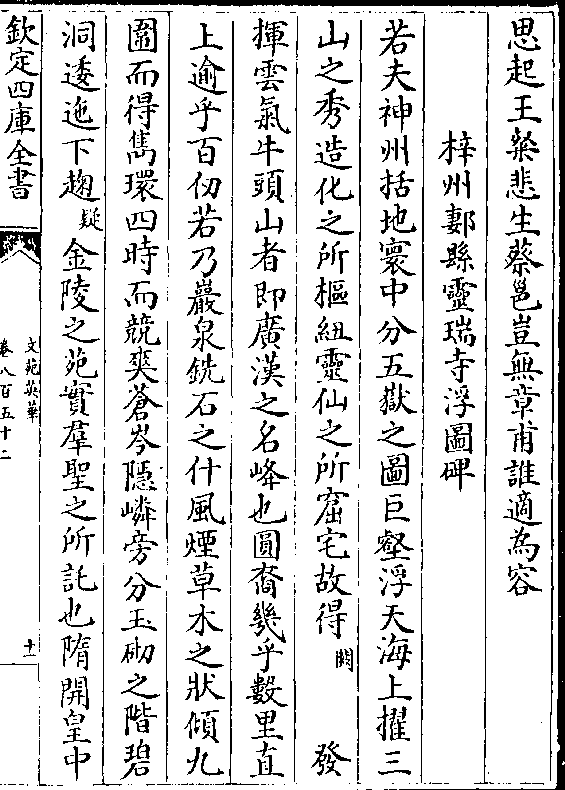 思起王粲悲生蔡邕豈無章甫誰適為容
梓州郪縣靈瑞寺浮圖碑
若夫神州括地寰中分五嶽之圖巨壑浮天海上擢三
山之秀造化之所樞紐靈仙之所窟宅故得闕 發
揮雲氣牛頭山者即廣漢之名峰也圓裔幾乎數里直
上逾乎百仞若乃巖泉銑石之什風煙草木之狀傾九
圍而得雋環四時而競爽蒼岑隱嶙旁分玉砌之階碧
洞逶迤下趜疑金陵之苑實羣聖之所託也隋開皇中
欽定四庫全書
文苑英華
卷八百五十二
十一